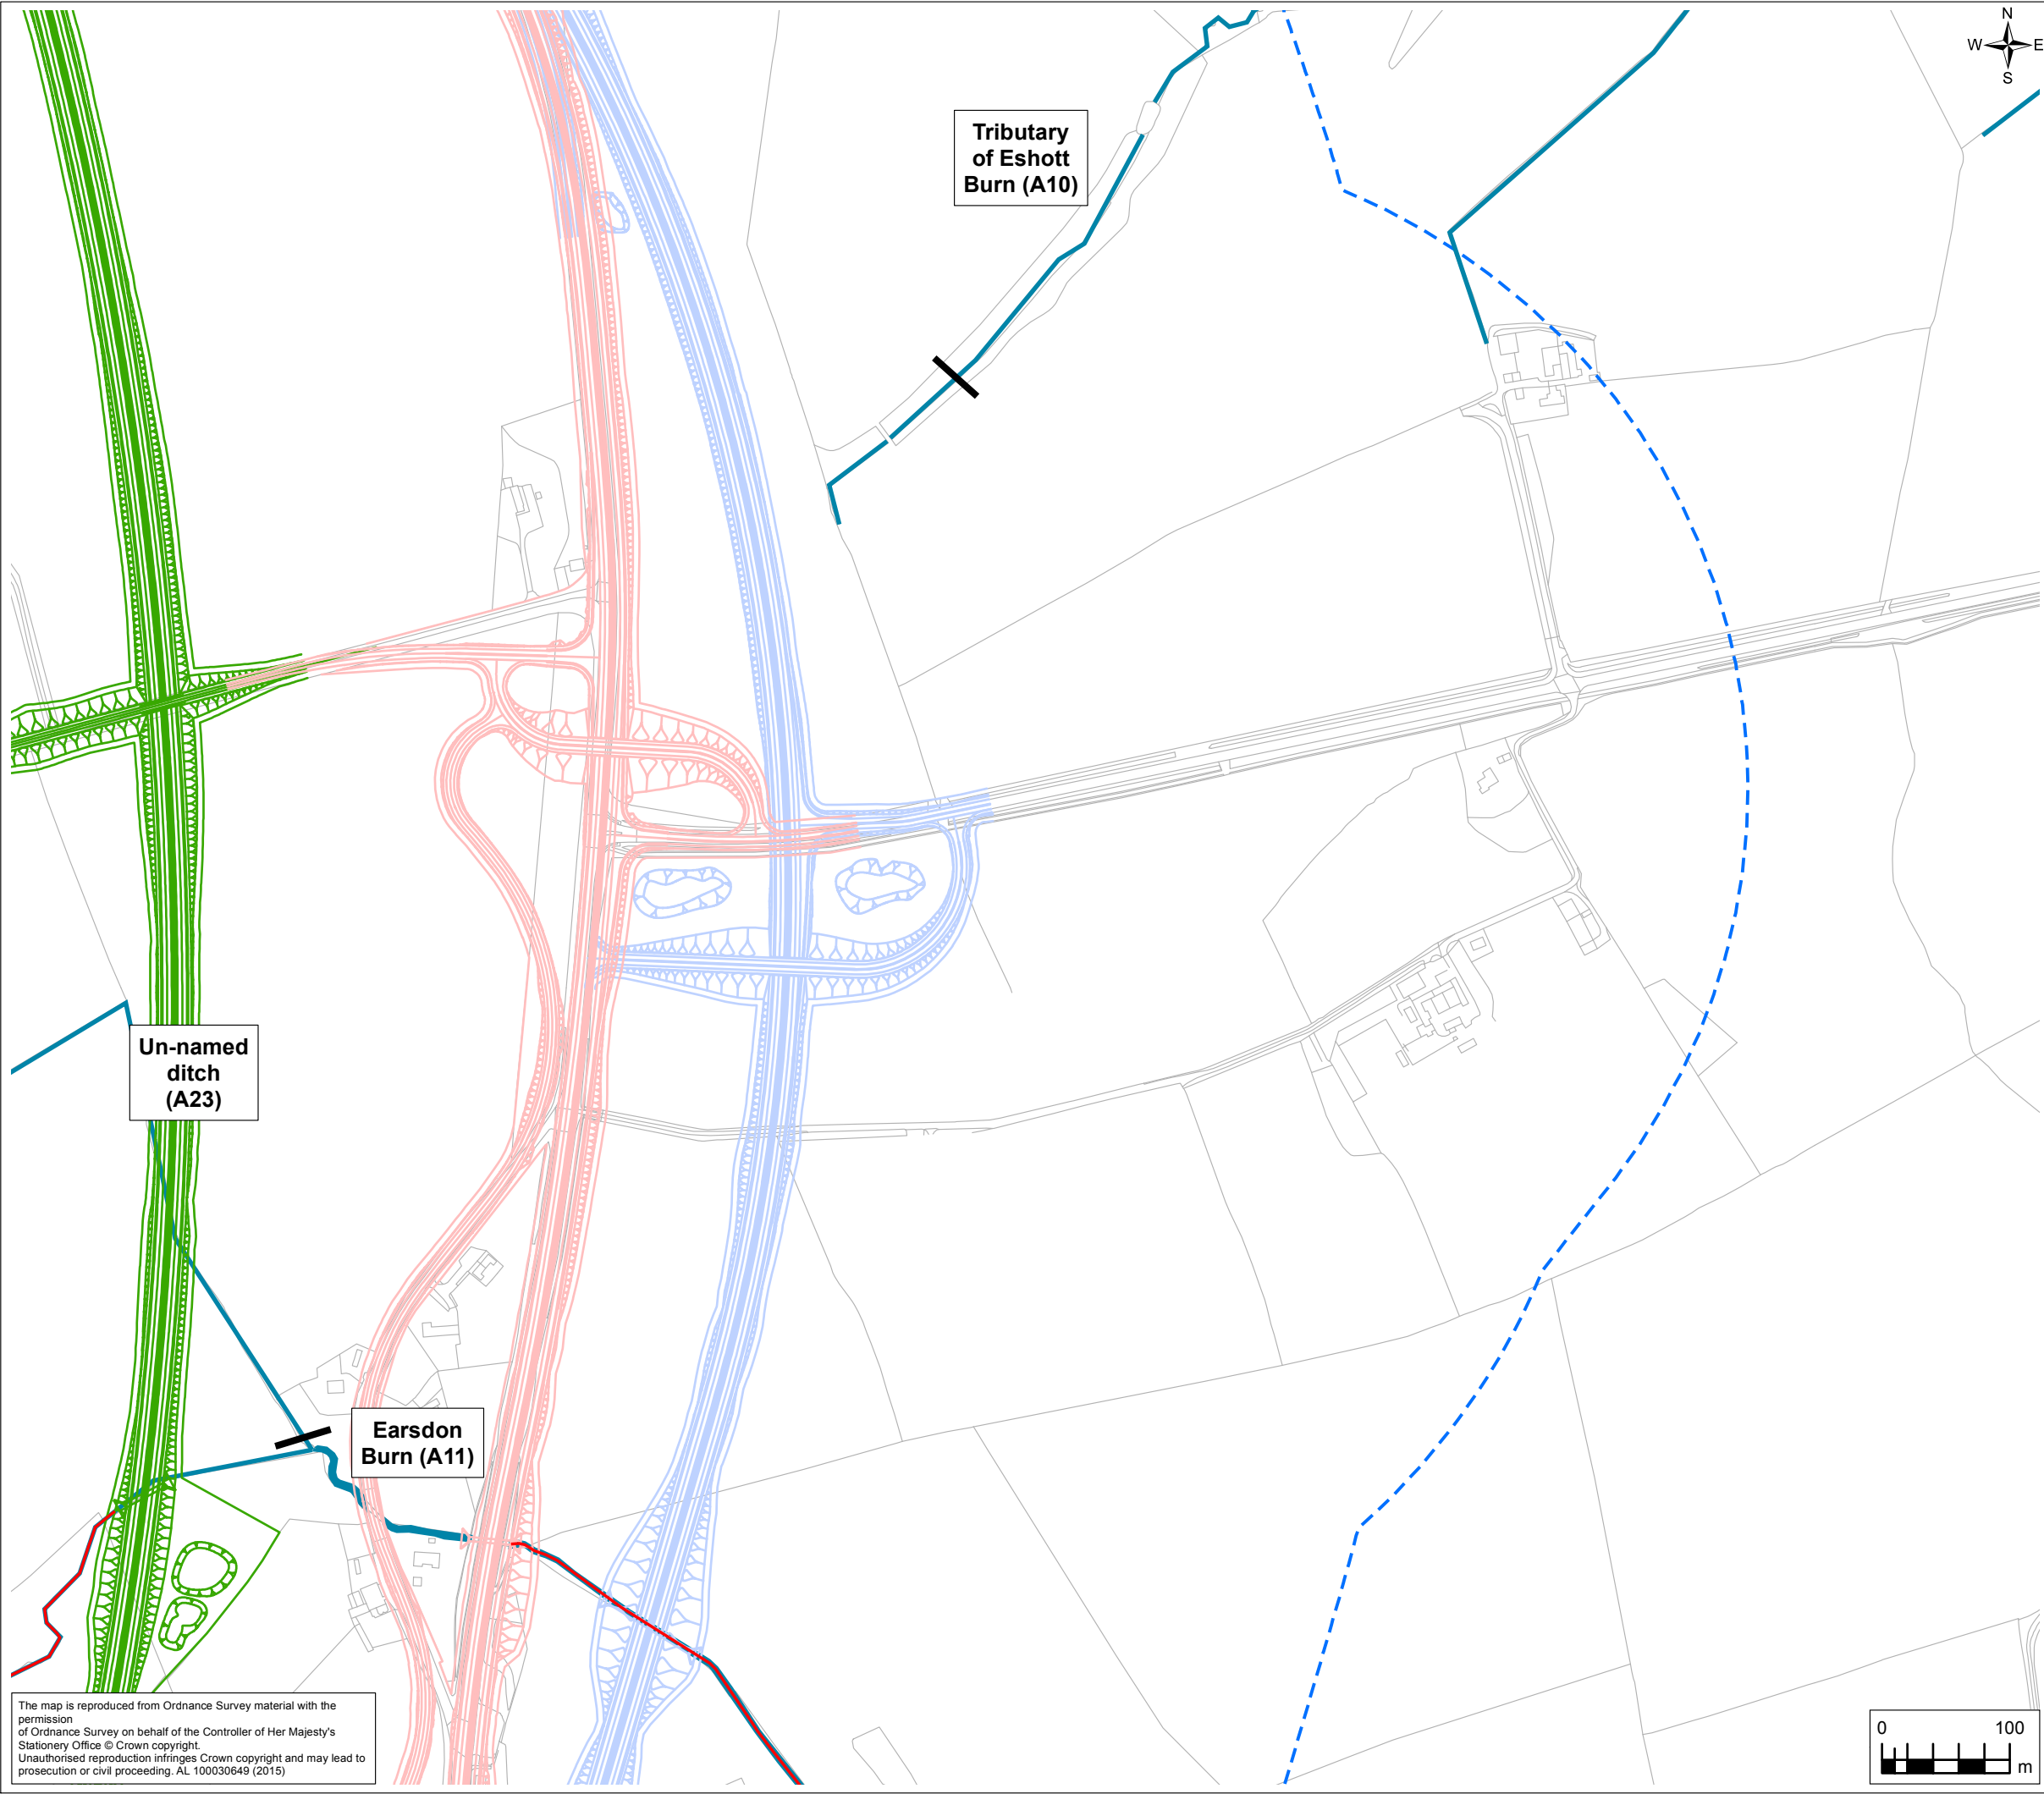 N
W E
S
Tributary
of Eshott
Burn (A10)
Un-named
ditch
(A23)
Earsdon
Burn (A11)
The map is reproduced from Ordnance Survey material with the
permission
of Ordnance Survey on behalf of the Controller of Her Majesty's
Stationery Office © Crown copyright.
Unauthorised reproduction infringes Crown copyright and may lead to
prosecution or civil proceeding. AL 100030649 (2015)
0 100
m